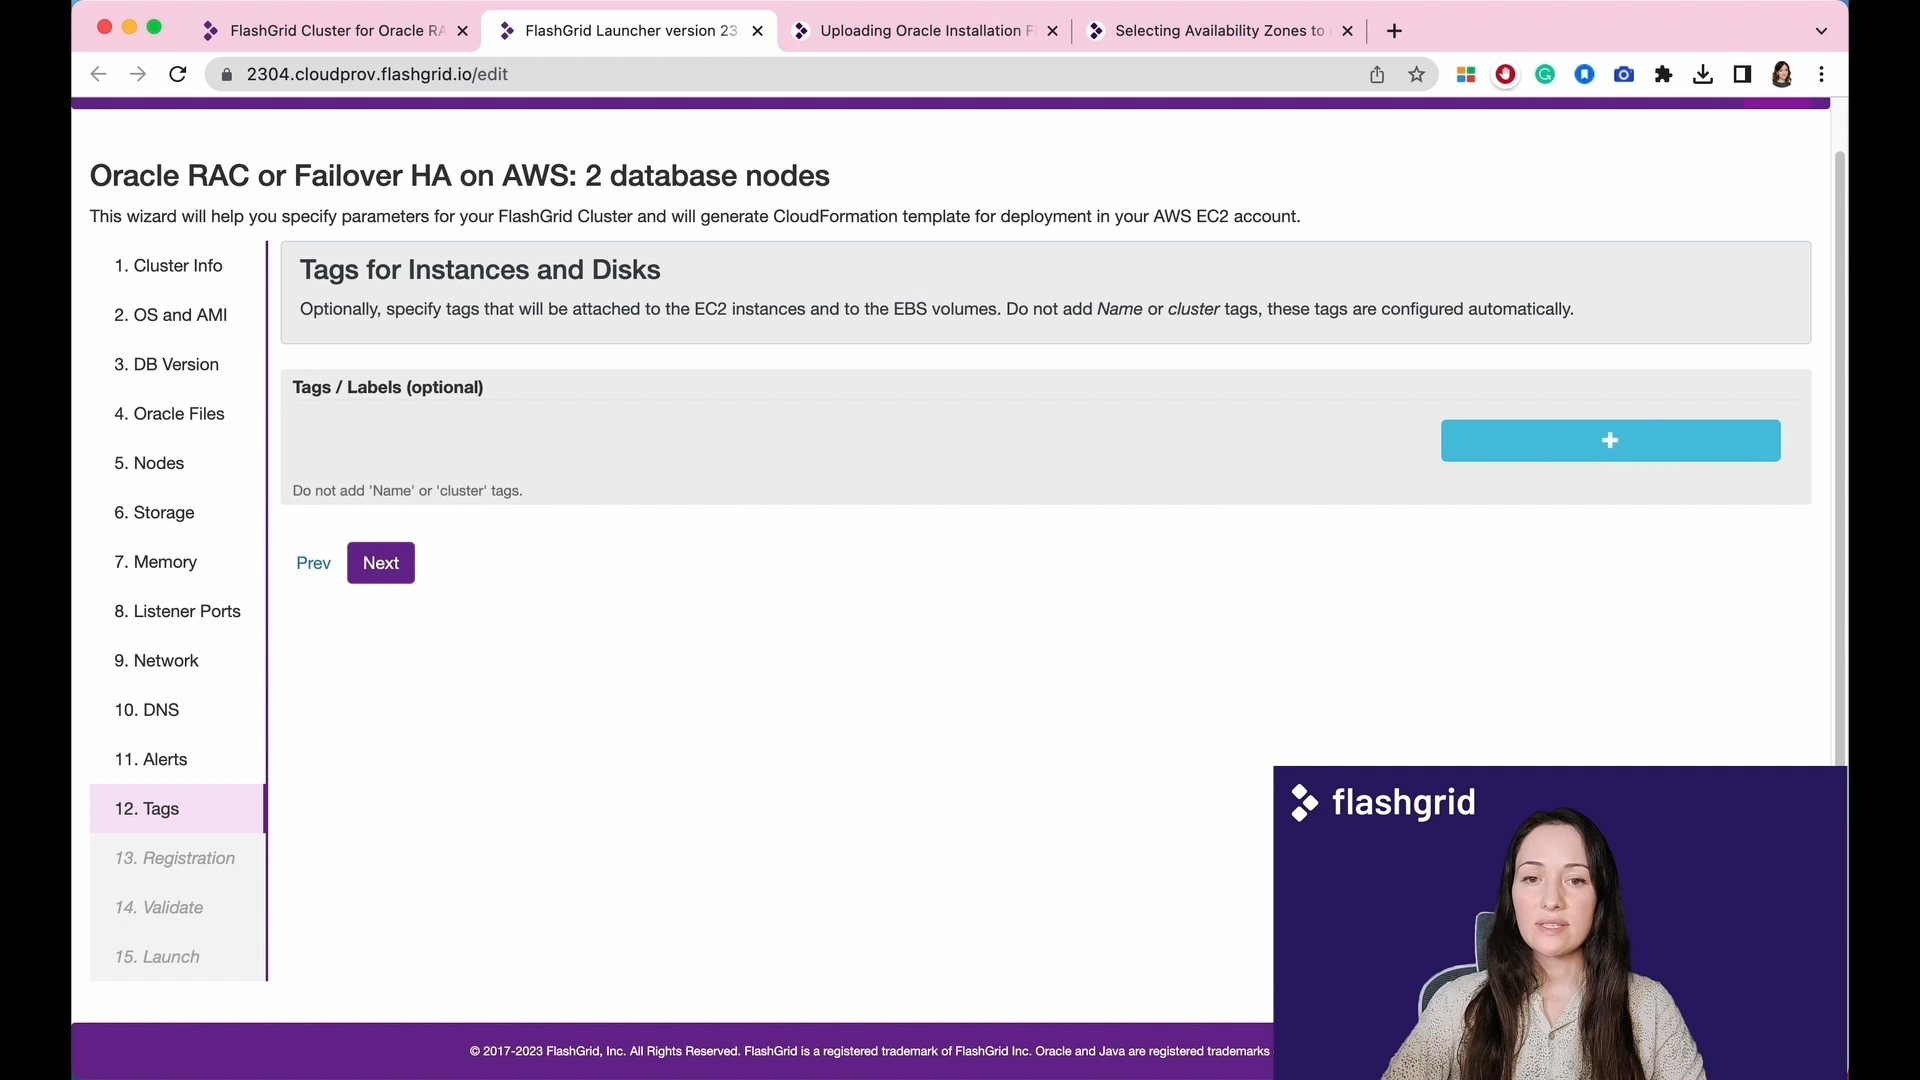 FlashGrid Cluster for Oracle RA
FlashGrid Launcher version 23
Uploading Oracle Installation F
Selecting Availability Zones to
2304.cloudprov.flashgrid.io/edit
Oracle RAC or Failover HA on AWS: 2 database nodes
This wizard will help you specify parameters for your FlashGrid Cluster and will generate CloudFormation template for deployment in your AWS EC2 account.
1. Cluster Info
2. OS and AMI
3. DB Version
4. Oracle Files
5. Nodes
6. Storage
7. Memory
8. Listener Ports
9. Network
10. DNS
11. Alerts
12. Tags
13. Registration
14. Validate
15. Launch
Tags for Instances and Disks
Optionally, specify tags that will be attached to the EC2 instances and to the EBS volumes. Do not add Name or cluster tags, these tags are configured automatically.
Tags / Labels (optional)
+
Do not add 'Name' or 'cluster' tags.
Prev
Next
flashgrid
© 2017-2023 FlashGrid, Inc. All Rights Reserved. FlashGrid is a registered trademark of FlashGrid Inc. Oracle and Java are registered trademarks